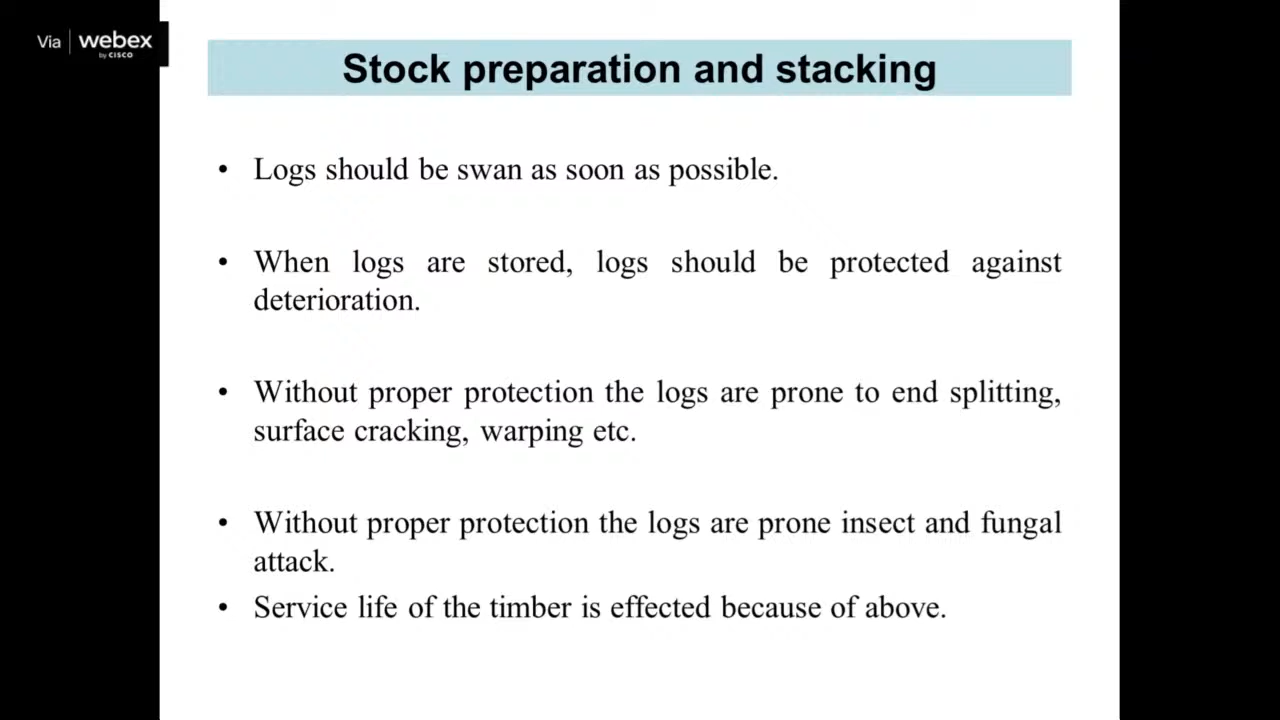 Via webex
by CISCO
Stock preparation and stacking
• Logs should be swan as soon as possible.
• When logs are stored, logs should be protected against
deterioration.
• Without proper protection the logs are prone to end splitting,
surface cracking, warping etc.
• Without proper protection the logs are prone insect and fungal
attack.
• Service life of the timber is effected because of above.